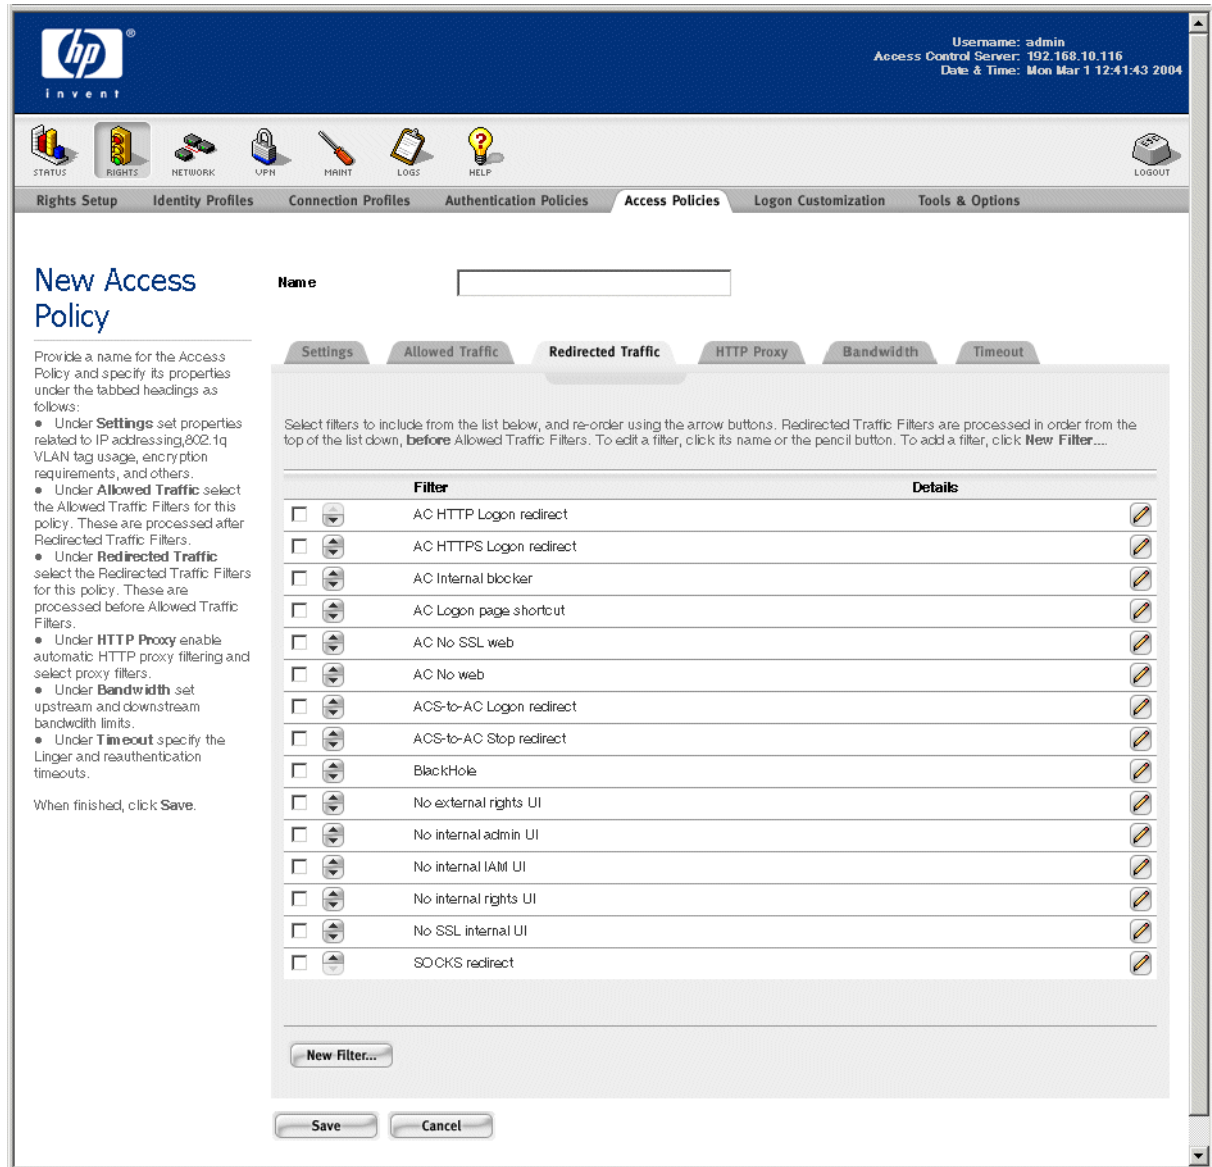 hp ®
invent
Username: admin
Access Control Server: 192.168.10.116
Date & Time: Mon Mar 1 12:41:43 2004
STATUS RIGHTS NETWORK VPN MAINT LOGS HELP LOGOUT
Rights Setup Identity Profiles Connection Profiles Authentication Policies Access Policies Logon Customization Tools & Options
New Access
Policy
Provide a name for the Access
Policy and specify its properties
under the tabbed headings as
follows:
● Under Settings set properties
related to IP addressing,802.1q
VLAN tag usage, encryption
requirements, and others.
● Under Allowed Traffic select
the Allowed Traffic Filters for this
policy. These are processed after
Redirected Traffic Filters.
● Under Redirected Traffic
select the Redirected Traffic Filters
for this policy. These are
processed before Allowed Traffic
Filters.
● Under HTTP Proxy enable
automatic HTTP proxy filtering and
select proxy filters.
● Under Bandwidth set
upstream and downstream
bandwdith limits.
● Under Timeout specify the
Linger and reauthentication
timeouts.
When finished, click Save.
Name
Settings Allowed Traffic Redirected Traffic HTTP Proxy Bandwidth Timeout
Select filters to include from the list below, and re-order using the arrow buttons. Redirected Traffic Filters are processed in order from the
top of the list down, before Allowed Traffic Filters. To edit a filter, click its name or the pencil button. To add a filter, click New Filter....
Filter Details
AC HTTP Logon redirect
AC HTTPS Logon redirect
AC Internal blocker
AC Logon page shortcut
AC No SSL web
AC No web
ACS-to-AC Logon redirect
ACS-to-AC Stop redirect
BlackHole
No external rights UI
No internal admin UI
No internal IAM UI
No internal rights UI
No SSL internal UI
SOCKS redirect
New Filter...
Save Cancel